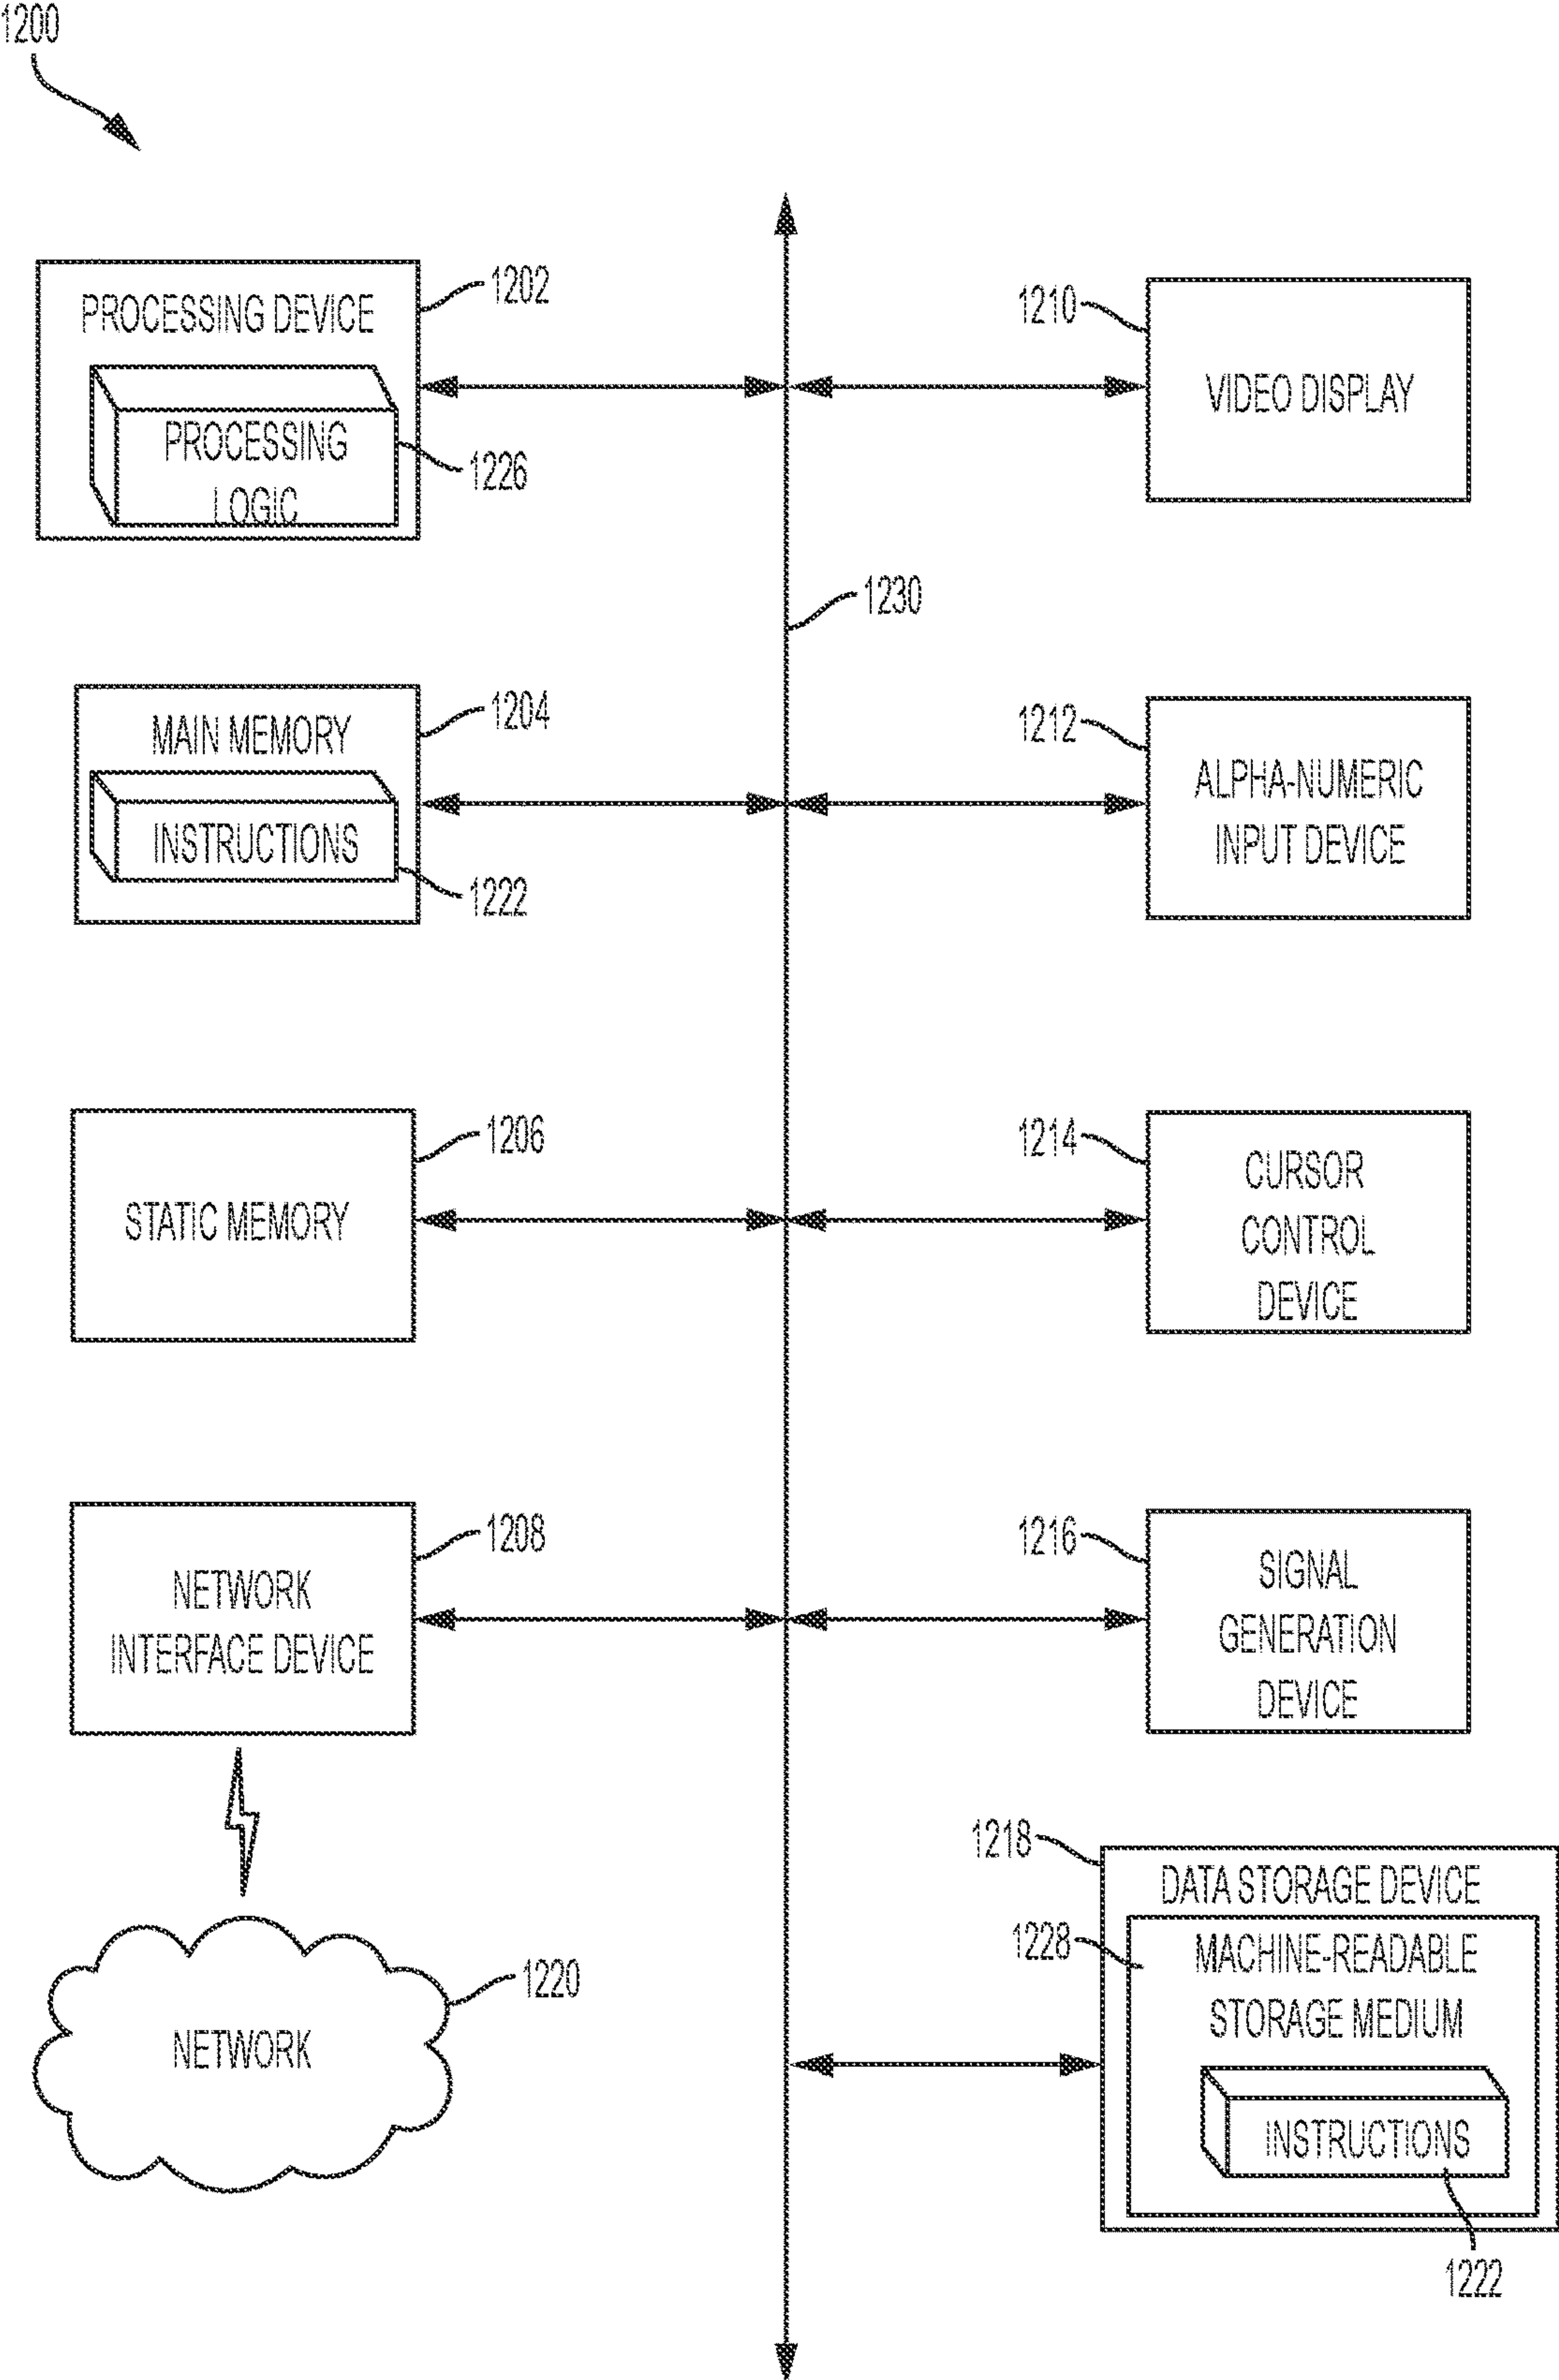 1200
PROCESSING DEVICE
1202
PROCESSING
LOGIC
1226
1210
VIDEO DISPLAY
1230
MAIN MEMORY
1204
INSTRUCTIONS
1222
1212
ALPHA-NUMERIC
INPUT DEVICE
STATIC MEMORY
1206
1214
CURSOR
CONTROL
DEVICE
NETWORK
INTERFACE DEVICE
1208
1216
SIGNAL
GENERATION
DEVICE
NETWORK
1220
1218
DATA STORAGE DEVICE
1228
MACHINE-READABLE
STORAGE MEDIUM
INSTRUCTIONS
1222